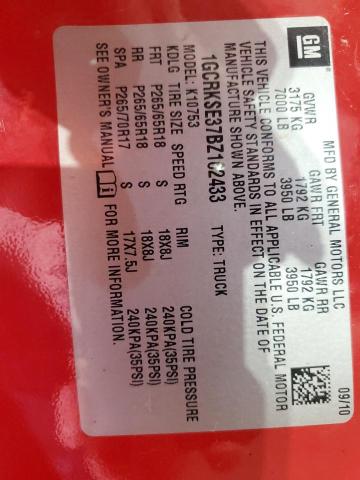 GM
MFD BY GENERAL MOTORS LLC
09/10
GVWR GAWR FRT GAWR RR
3175 KG 1792 KG 1792 KG
7000 LB 3950 LB 3950 LB
THIS VEHICLE CONFORMS TO ALL APPLICABLE U.S. FEDERAL MOTOR
VEHICLE SAFETY STANDARDS IN EFFECT ON THE DATE OF
MANUFACTURE SHOWN ABOVE.
1GCRKSE37BZ102433 TYPE: TRUCK
MODEL: K10753
KDLG TIRE SIZE SPEED RTG RIM COLD TIRE PRESSURE
FRT P265/65R18 S 18X8J 240KPA(35PSI)
RR P265/65R18 S 18X8J 240KPA(35PSI)
SPA P265/70R17 S 17X7.5J 240KPA(35PSI)
SEE OWNER'S MANUAL FOR MORE INFORMATION.